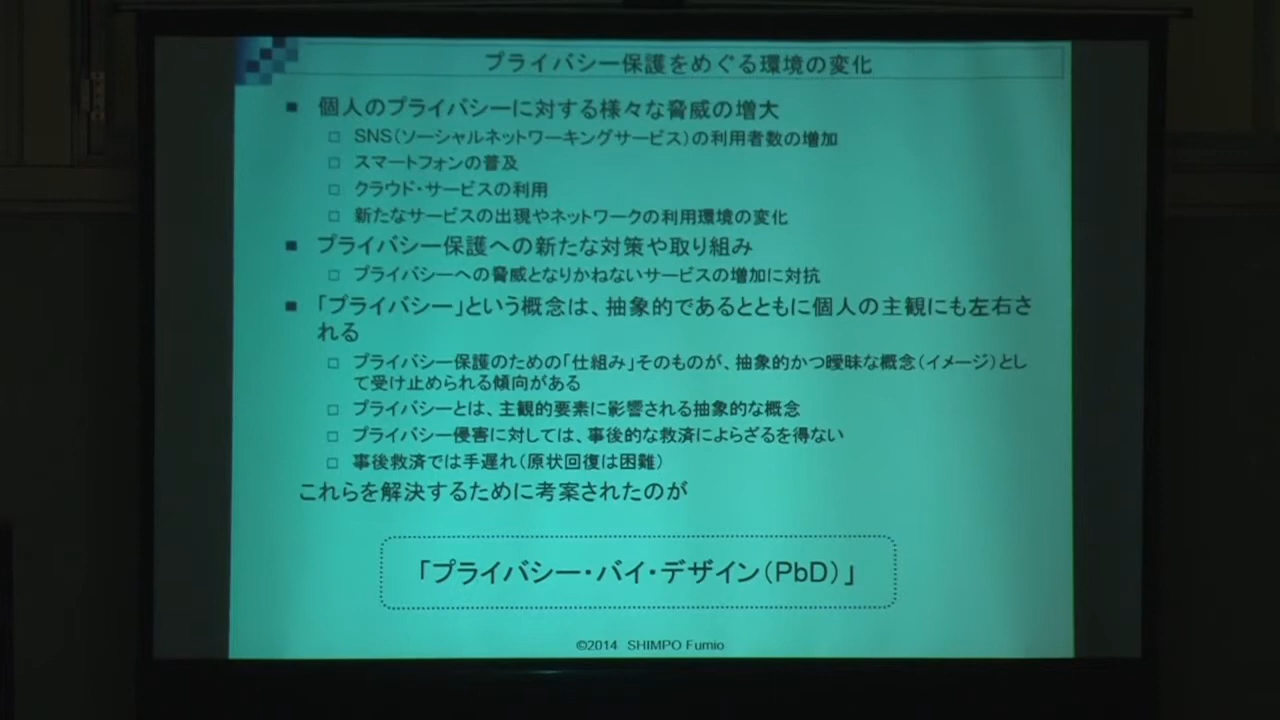 プライバシー保護をめぐる環境の変化
■ 個人のプライバシーに対する様々な脅威の増大
□ SNS(ソーシャルネットワーキングサービス)の利用者数の増加
□ スマートフォンの普及
□ クラウド・サービスの利用
□ 新たなサービスの出現やネットワークの利用環境の変化
■ プライバシー保護への新たな対策や取り組み
□ プライバシーへの脅威となりかねないサービスの増加に対抗
■ 「プライバシー」という概念は、抽象的であるとともに個人の主観にも左右さ
れる
□ プライバシー保護のための「仕組み」そのものが、抽象的かつ曖昧な概念(イメージ)とし
て受け止められる傾向がある
□ プライバシーとは、主観的要素に影響される抽象的な概念
□ プライバシー侵害に対しては、事後的な救済によらざるを得ない
□ 事後救済では手遅れ(原状回復は困難)
これらを解決するために考案されたのが
「プライバシー・バイ・デザイン(PbD)」
©2014 SHIMPO Fumio